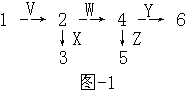 V W Y
1 → 2 → 4 → 6
↓X ↓Z
3 5
图-1